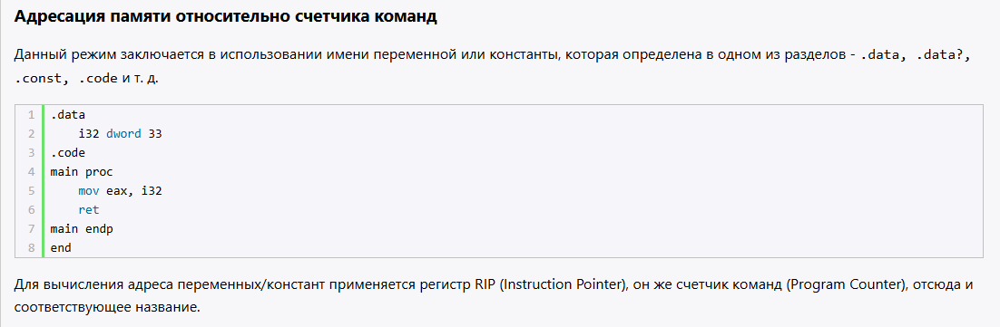 Адресация памяти относительно счетчика команд
Данный режим заключается в использовании имени переменной или константы, которая определена в одном из разделов - .data, .data?,
.const, .code и т. д.
1 .data
2     i32 dword 33
3 .code
4 main proc
5     mov eax, i32
6     ret
7 main endp
8 end
Для вычисления адреса переменных/констант применяется регистр RIP (Instruction Pointer), он же счетчик команд (Program Counter), отсюда и
соответствующее название.